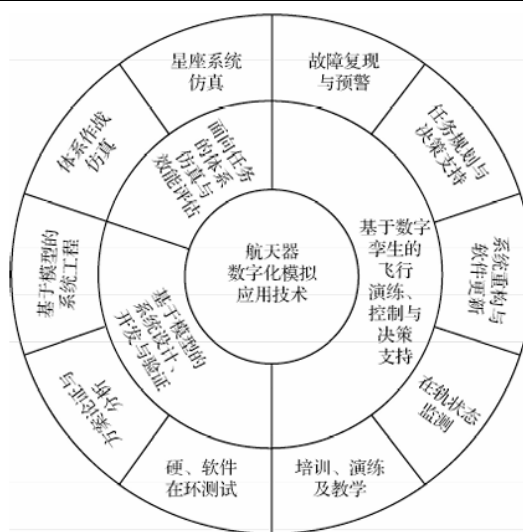 航天器
数字化模拟
应用技术
面向任务
的体系
仿真与
效能评估
基于数字
孪生的
飞行
演练、
控制与
决策
支持
基于模型的
系统设计、
开发与验证
星座系统
仿真
故障复现
与预警
任务规划与
决策支持
系统重构与
软件更新
在轨状态
监测
培训、演练
及教学
硬、软件
在环测试
方案论证与
分析
基于模型的
系统工程
体系作战
仿真